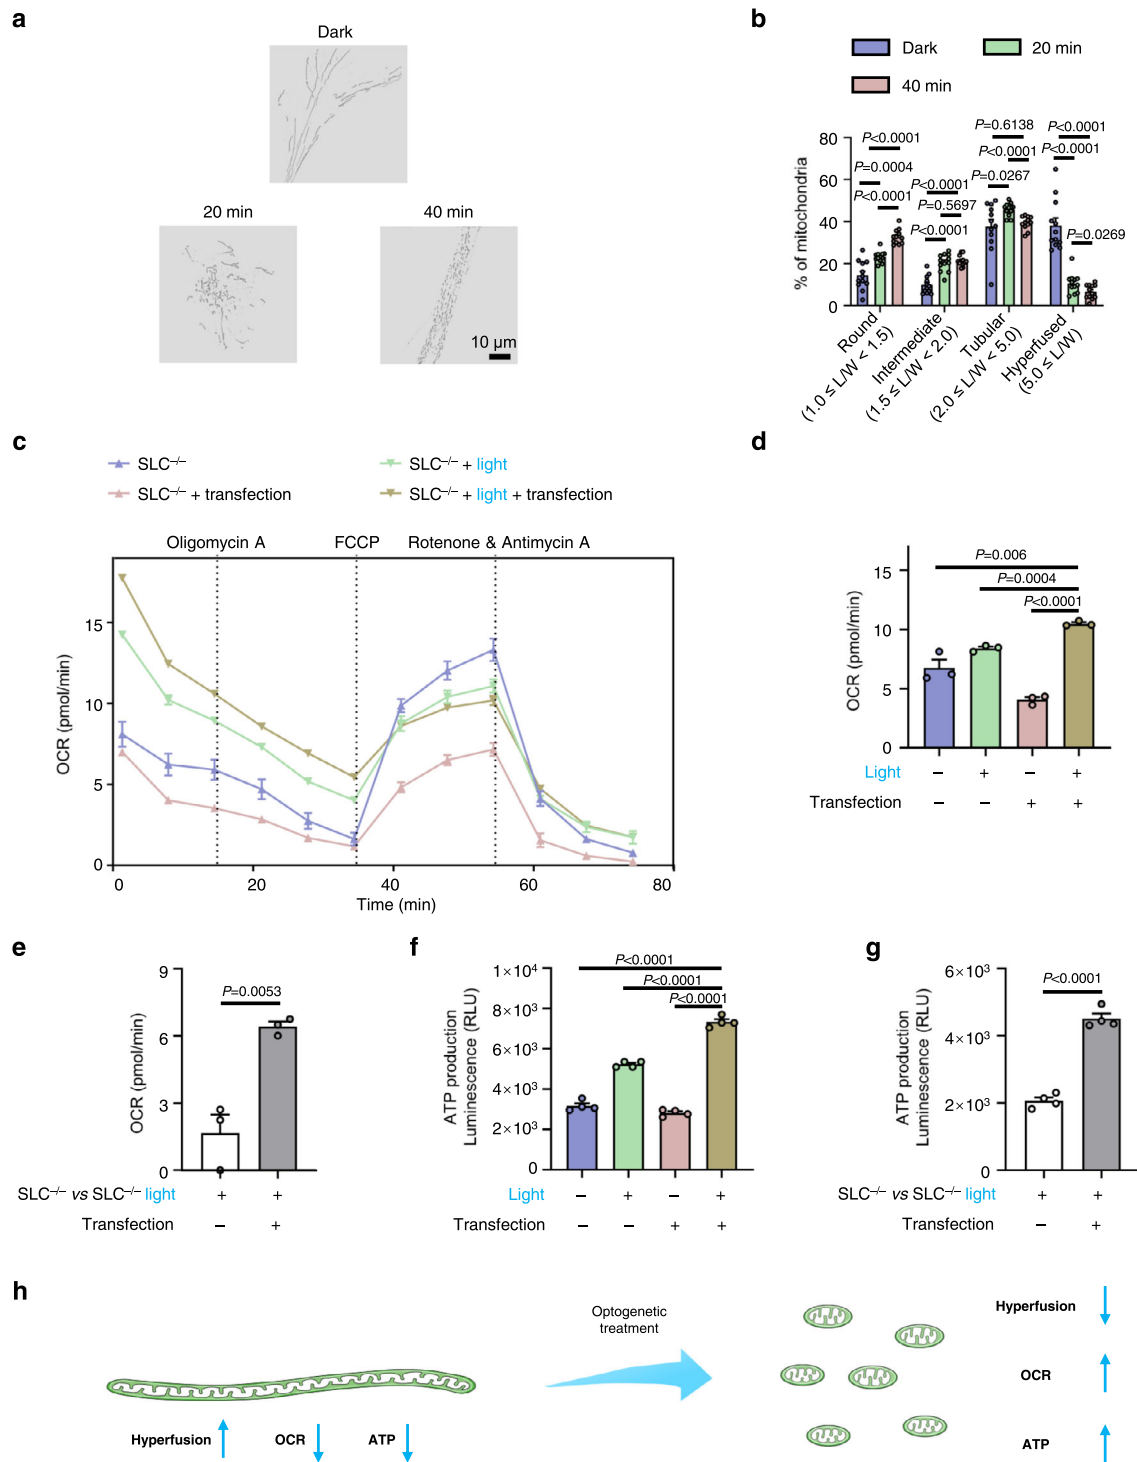 a
Dark
20 min
40 min
10 µm
b
Dark
20 min
40 min
% of mitochondria
80
60
40
20
0
P<0.0001
P=0.0004
P<0.0001
P<0.0001
P=0.5697
P<0.0001
P=0.6138
P<0.0001
P=0.0267
P<0.0001
P<0.0001
P=0.0269
Round
(1.0 ≤ L/W < 1.5)
Intermediate
(1.5 ≤ L/W < 2.0)
Tubular
(2.0 ≤ L/W < 5.0)
Hyperfused
(5.0 ≤ L/W)
c
SLC–/–
SLC–/– + light
SLC–/– + transfection
SLC–/– + light + transfection
Oligomycin A
FCCP
Rotenone & Antimycin A
OCR (pmol/min)
15
10
5
0
0
20
40
60
80
Time (min)
d
OCR (pmol/min)
15
10
5
0
P=0.006
P=0.0004
P<0.0001
Light – + – +
Transfection – – + +
e
OCR (pmol/min)
9
6
3
0
P=0.0053
SLC–/– vs SLC–/– light + +
Transfection – +
f
ATP production
Luminescence (RLU)
1×10⁴
8×10³
6×10³
4×10³
2×10³
0
P<0.0001
P<0.0001
P<0.0001
Light – + – +
Transfection – – + +
g
ATP production
Luminescence (RLU)
6×10³
4×10³
2×10³
0
P<0.0001
SLC–/– vs SLC–/– light + +
Transfection – +
h
Optogenetic
treatment
Hyperfusion
OCR
ATP
Hyperfusion
OCR
ATP